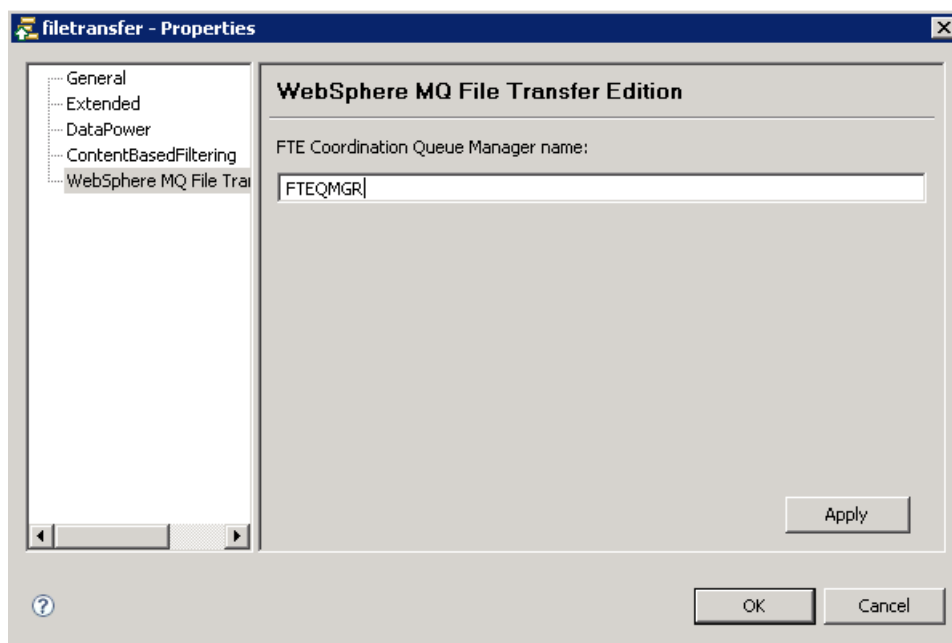 filetransfer - Properties
General
Extended
DataPower
ContentBasedFiltering
WebSphere MQ File Tra
WebSphere MQ File Transfer Edition
FTE Coordination Queue Manager name:
FTEQMGR
Apply
OK
Cancel